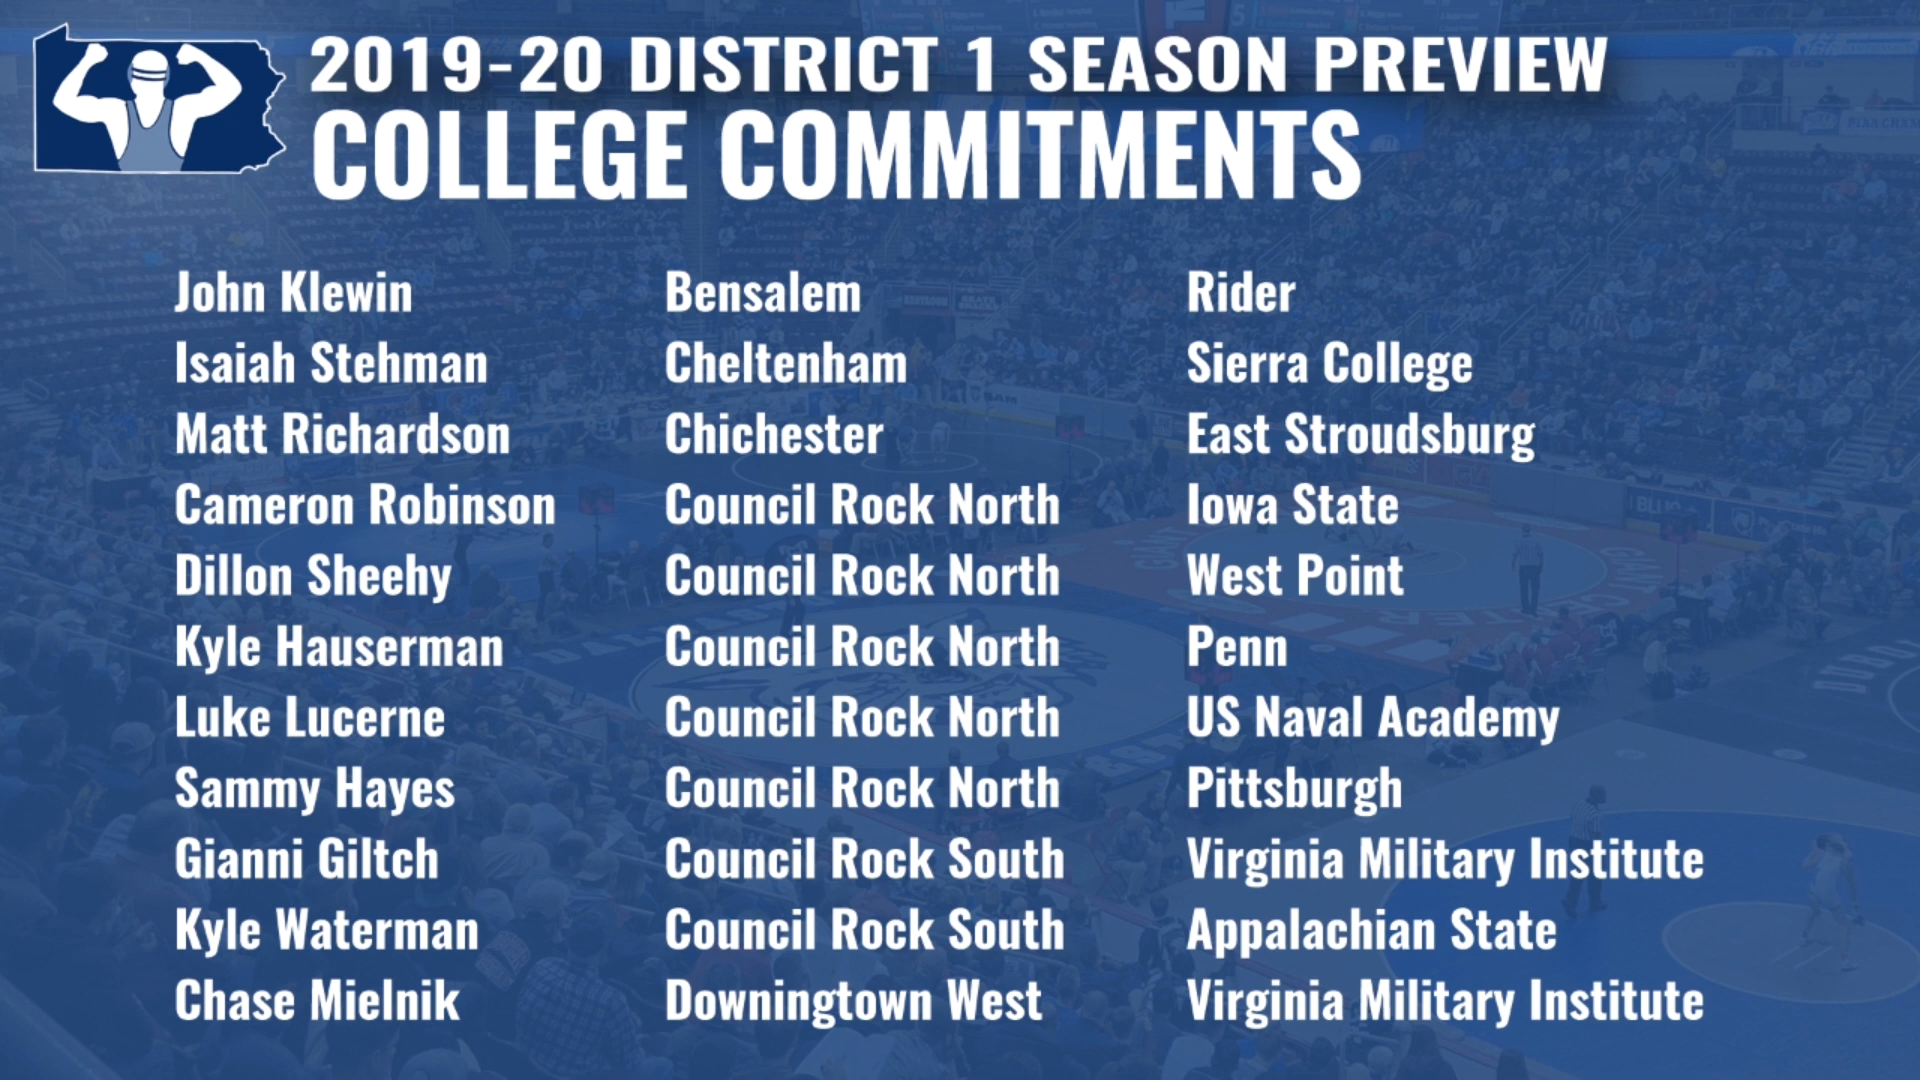 2019-20 DISTRICT 1 SEASON PREVIEW
COLLEGE COMMITMENTS
John Klewin Bensalem Rider
Isaiah Stehman Cheltenham Sierra College
Matt Richardson Chichester East Stroudsburg
Cameron Robinson Council Rock North Iowa State
Dillon Sheehy Council Rock North West Point
Kyle Hauserman Council Rock North Penn
Luke Lucerne Council Rock North US Naval Academy
Sammy Hayes Council Rock North Pittsburgh
Gianni Giltch Council Rock South Virginia Military Institute
Kyle Waterman Council Rock South Appalachian State
Chase Mielnik Downingtown West Virginia Military Institute